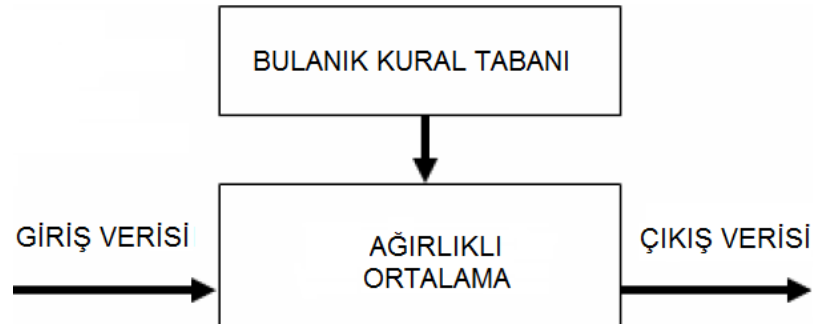 BULANIK KURAL TABANI
GİRİŞ VERİSİ
AĞIRLIKLI
ORTALAMA
ÇIKIŞ VERİSİ